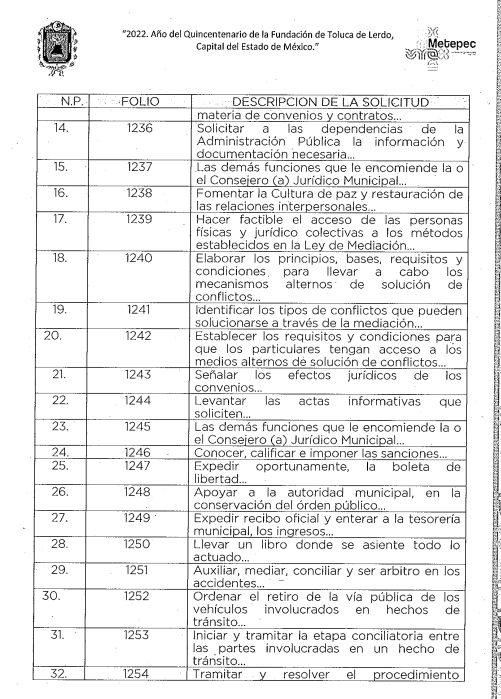 "2022. Año del Quincentenario de la Fundación de Toluca de Lerdo,
Capital del Estado de México."
Metepec
N.P. FOLIO DESCRIPCION DE LA SOLICITUD
materia de convenios y contratos...
14. 1236 Solicitar a las dependencias de la
Administración Pública la información y
documentación necesaria...
15. 1237 Las demás funciones que le encomiende la o
el Consejero (a) Jurídico Municipal...
16. 1238 Fomentar la Cultura de paz y restauración de
las relaciones interpersonales...
17. 1239 Hacer factible el acceso de las personas
físicas y jurídico colectivas a los métodos
establecidos en la Ley de Mediación...
18. 1240 Elaborar los principios, bases, requisitos y
condiciones para llevar a cabo los
mecanismos alternos de solución de
conflictos...
19. 1241 Identificar los tipos de conflictos que pueden
solucionarse a través de la mediación...
20. 1242 Establecer los requisitos y condiciones para
que los particulares tengan acceso a los
medios alternos de solución de conflictos...
21. 1243 Señalar los efectos jurídicos de los
convenios...
22. 1244 Levantar las actas informativas que
soliciten...
23. 1245 Las demás funciones que le encomiende la o
el Consejero (a) Jurídico Municipal...
24. 1246 Conocer, calificar e imponer las sanciones...
25. 1247 Expedir oportunamente, la boleta de
libertad...
26. 1248 Apoyar a la autoridad municipal, en la
conservación del órden público...
27. 1249 Expedir recibo oficial y enterar a la tesorería
municipal, los ingresos...
28. 1250 Llevar un libro donde se asiente todo lo
actuado...
29. 1251 Auxiliar, mediar, conciliar y ser arbitro en los
accidentes...
30. 1252 Ordenar el retiro de la vía pública de los
vehículos involucrados en hechos de
tránsito...
31. 1253 Iniciar y tramitar la etapa conciliatoria entre
las partes involucradas en un hecho de
tránsito...
32. 1254 Tramitar y resolver el procedimiento